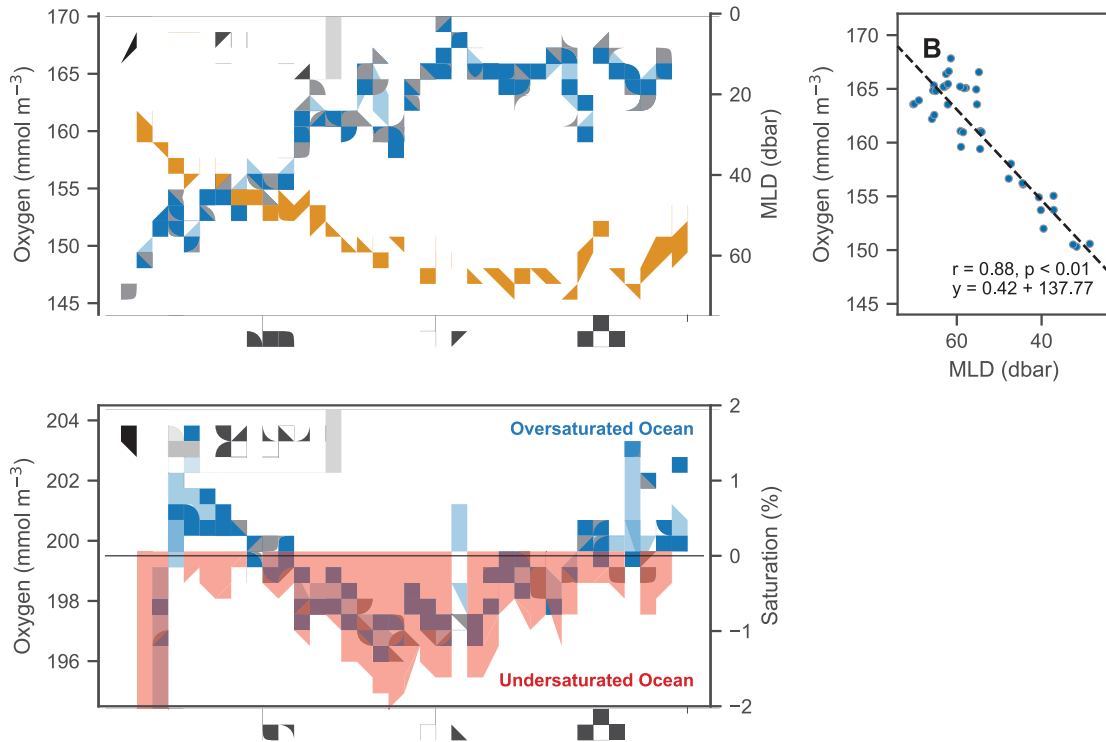 170
165
160
155
150
145
Oxygen (mmol m⁻³)
0
20
40
60
MLD (dbar)
B
170
165
160
155
150
145
Oxygen (mmol m⁻³)
r = 0.88, p < 0.01
y = 0.42 + 137.77
60
40
MLD (dbar)
204
202
200
198
196
Oxygen (mmol m⁻³)
Oversaturated Ocean
Undersaturated Ocean
2
1
0
−1
−2
Saturation (%)